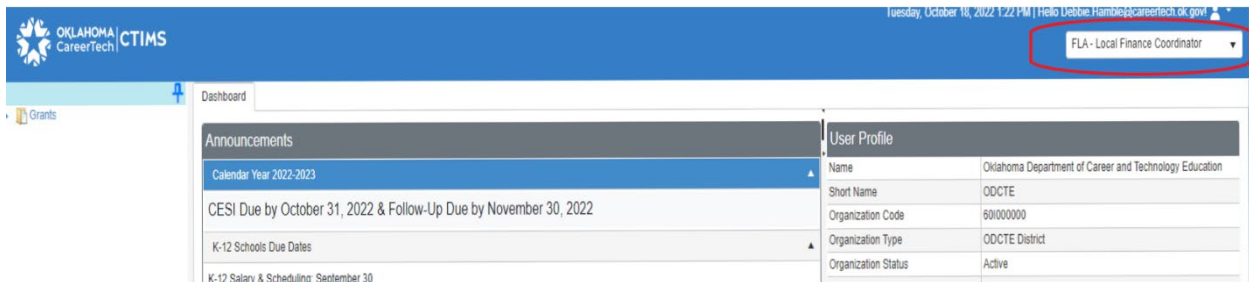 Tuesday, October 18, 2022 1:22 PM | Hello Debbie.Hamble@careertech.ok.gov!
OKLAHOMA
CareerTech
CTIMS
FLA - Local Finance Coordinator
Grants
Dashboard
Announcements
Calendar Year 2022-2023
CESI Due by October 31, 2022 & Follow-Up Due by November 30, 2022
K-12 Schools Due Dates
K-12 Salary & Scheduling: September 30
User Profile
Name Oklahoma Department of Career and Technology Education
Short Name ODCTE
Organization Code 60I000000
Organization Type ODCTE District
Organization Status Active